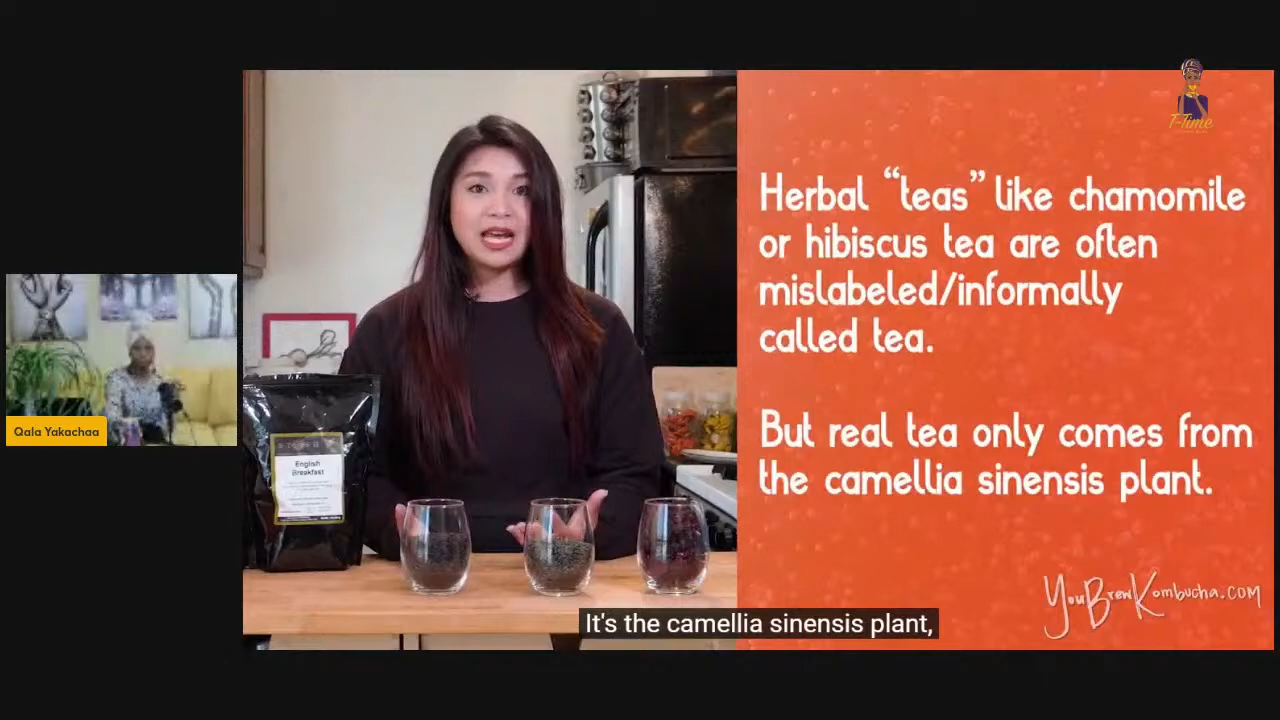 T-Time
Herbal “teas” like chamomile
or hibiscus tea are often
mislabeled/informally
called tea.
But real tea only comes from
the camellia sinensis plant.
Qala Yakachaa
English
Breakfast
YouBrewKombucha.com
It's the camellia sinensis plant,